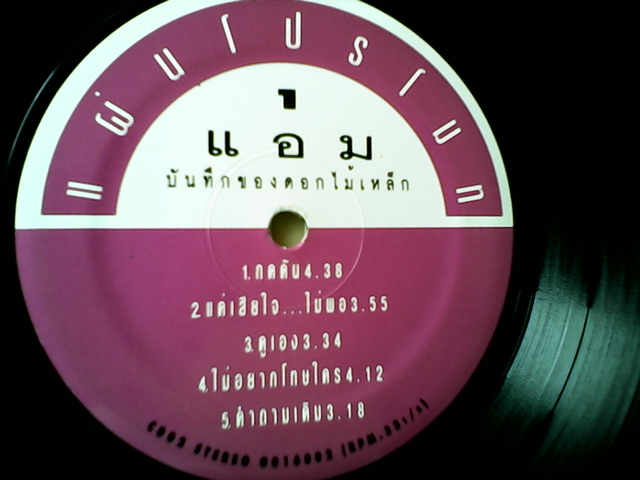 แผ่นโปรโมท
แอ้ม
บันทึกของดอกไม้เหล็ก
1.กดดัน4.38
2.แค่เสียใจ...ไม่พอ3.55
3.ดูเอง3.34
4.ไม่อยากโทษใคร4.12
5.คำถามเดิม3.18
STEREO